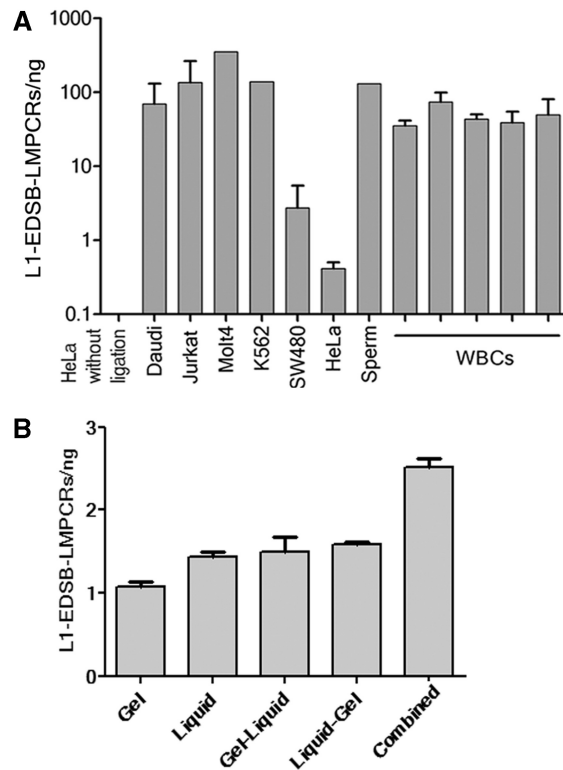 A
L1-EDSB-LMPCRs/ng
1000
100
10
1
0.1
HeLa
without
ligation
Daudi
Jurkat
Molt4
K562
SW480
HeLa
Sperm
WBCs
B
L1-EDSB-LMPCRs/ng
3
2
1
0
Gel
Liquid
Gel-Liquid
Liquid-Gel
Combined